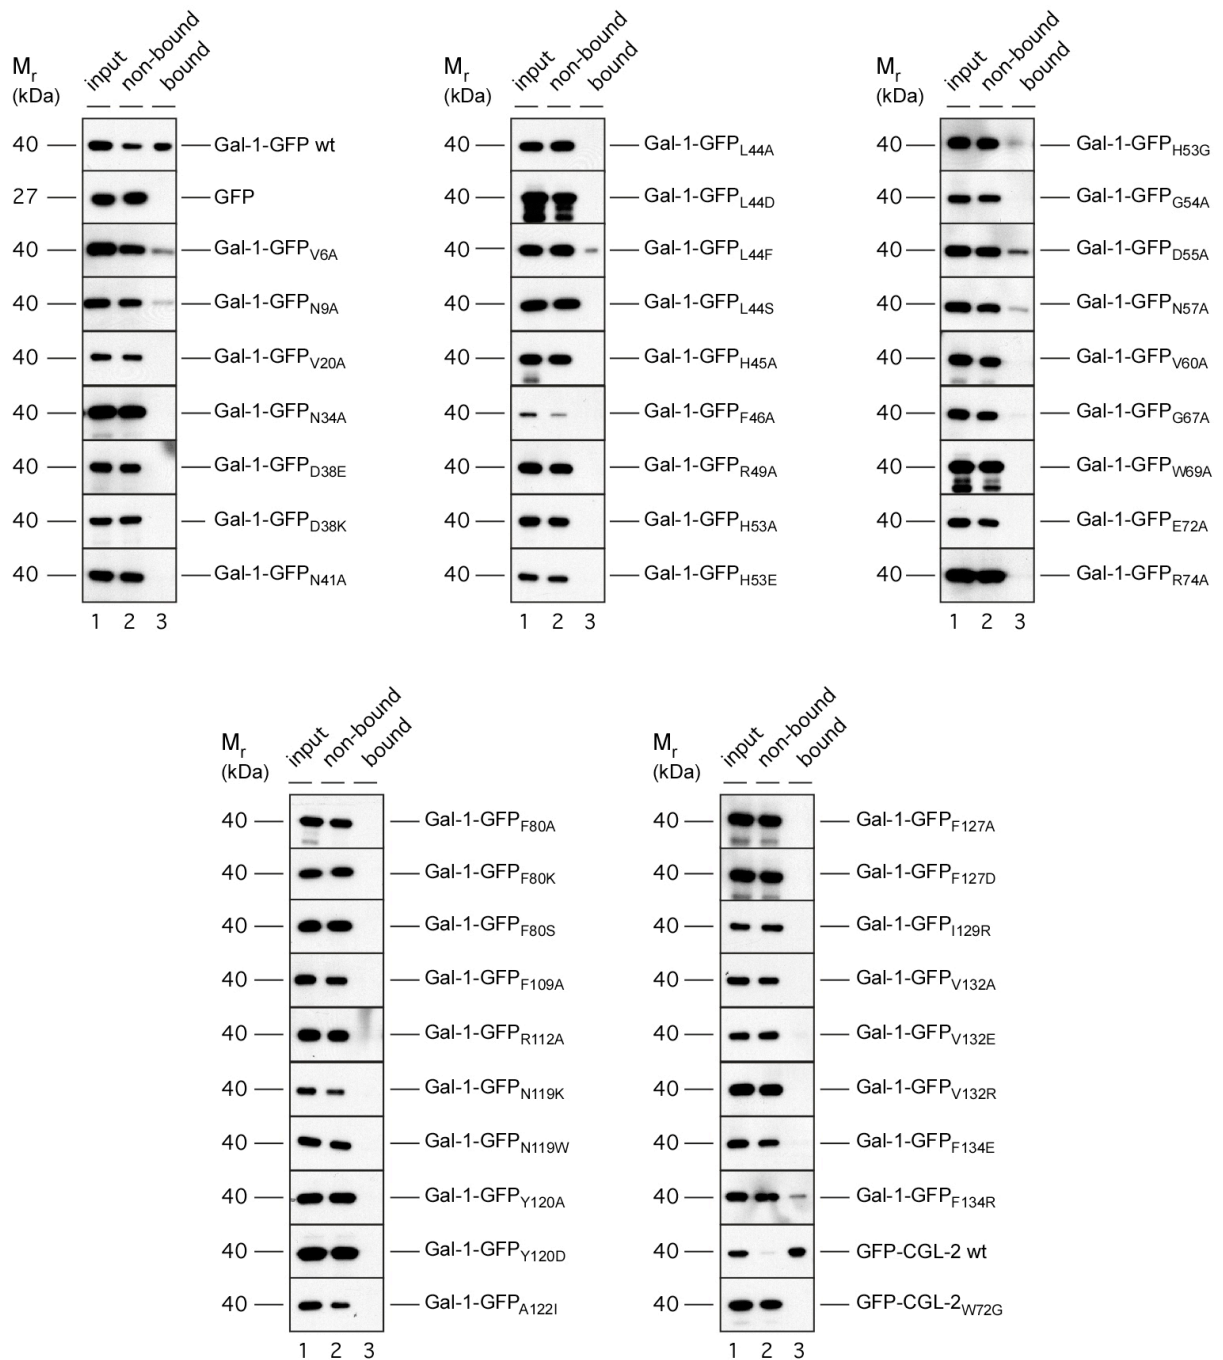 Mr (kDa) input non-bound bound
40 Gal-1-GFP wt
27 GFP
40 Gal-1-GFPV6A
40 Gal-1-GFPN9A
40 Gal-1-GFPV20A
40 Gal-1-GFPN34A
40 Gal-1-GFPD38E
40 Gal-1-GFPD38K
40 Gal-1-GFPN41A
1 2 3
Mr (kDa) input non-bound bound
40 Gal-1-GFPL44A
40 Gal-1-GFPL44D
40 Gal-1-GFPL44F
40 Gal-1-GFPL44S
40 Gal-1-GFPH45A
40 Gal-1-GFPF46A
40 Gal-1-GFPR49A
40 Gal-1-GFPH53A
40 Gal-1-GFPH53E
1 2 3
Mr (kDa) input non-bound bound
40 Gal-1-GFPH53G
40 Gal-1-GFPG54A
40 Gal-1-GFPD55A
40 Gal-1-GFPN57A
40 Gal-1-GFPV60A
40 Gal-1-GFPG67A
40 Gal-1-GFPW69A
40 Gal-1-GFPE72A
40 Gal-1-GFPR74A
1 2 3
Mr (kDa) input non-bound bound
40 Gal-1-GFPF80A
40 Gal-1-GFPF80K
40 Gal-1-GFPF80S
40 Gal-1-GFPF109A
40 Gal-1-GFPR112A
40 Gal-1-GFPN119K
40 Gal-1-GFPN119W
40 Gal-1-GFPY120A
40 Gal-1-GFPY120D
40 Gal-1-GFPA122I
1 2 3
Mr (kDa) input non-bound bound
40 Gal-1-GFPF127A
40 Gal-1-GFPF127D
40 Gal-1-GFPI129R
40 Gal-1-GFPV132A
40 Gal-1-GFPV132E
40 Gal-1-GFPV132R
40 Gal-1-GFPF134E
40 Gal-1-GFPF134R
40 GFP-CGL-2 wt
40 GFP-CGL-2W72G
1 2 3